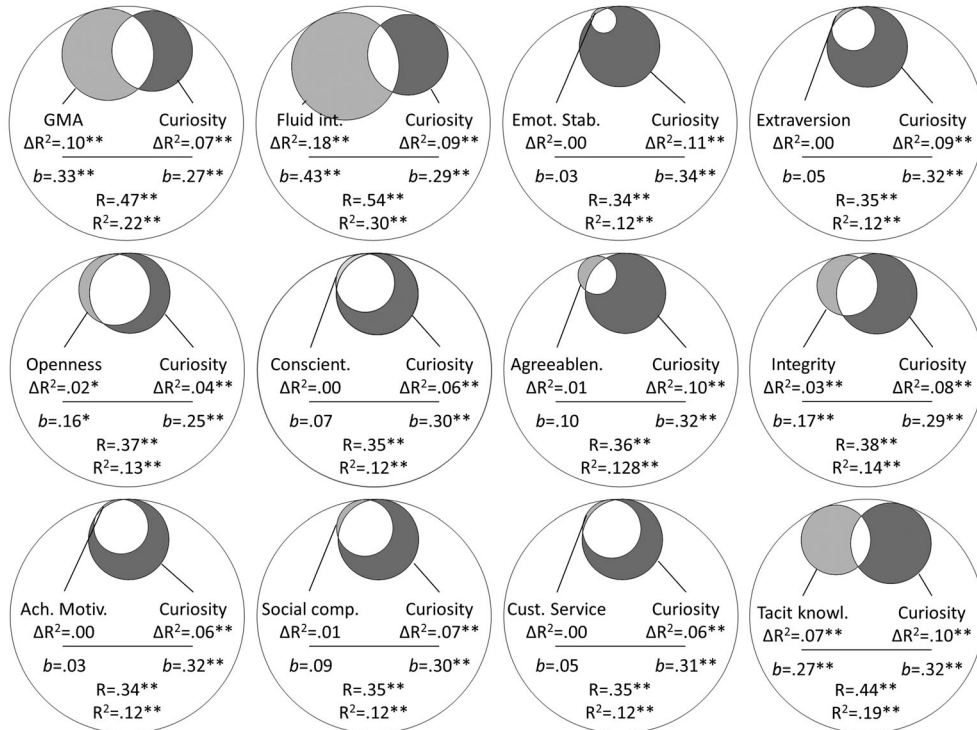 GMA Curiosity
ΔR²=.10** ΔR²=.07**
b=.33** b=.27**
R=.47**
R²=.22**
Fluid int. Curiosity
ΔR²=.18** ΔR²=.09**
b=.43** b=.29**
R=.54**
R²=.30**
Emot. Stab. Curiosity
ΔR²=.00 ΔR²=.11**
b=.03 b=.34**
R=.34**
R²=.12**
Extraversion Curiosity
ΔR²=.00 ΔR²=.09**
b=.05 b=.32**
R=.35**
R²=.12**
Openness Curiosity
ΔR²=.02* ΔR²=.04**
b=.16* b=.25**
R=.37**
R²=.13**
Conscient. Curiosity
ΔR²=.00 ΔR²=.06**
b=.07 b=.30**
R=.35**
R²=.12**
Agreeablen. Curiosity
ΔR²=.01 ΔR²=.10**
b=.10 b=.32**
R=.36**
R²=.128**
Integrity Curiosity
ΔR²=.03** ΔR²=.08**
b=.17** b=.29**
R=.38**
R²=.14**
Ach. Motiv. Curiosity
ΔR²=.00 ΔR²=.06**
b=.03 b=.32**
R=.34**
R²=.12**
Social comp. Curiosity
ΔR²=.01 ΔR²=.07**
b=.09 b=.30**
R=.35**
R²=.12**
Cust. Service Curiosity
ΔR²=.00 ΔR²=.06**
b=.05 b=.31**
R=.35**
R²=.12**
Tacit knowl. Curiosity
ΔR²=.07** ΔR²=.10**
b=.27** b=.32**
R=.44**
R²=.19**